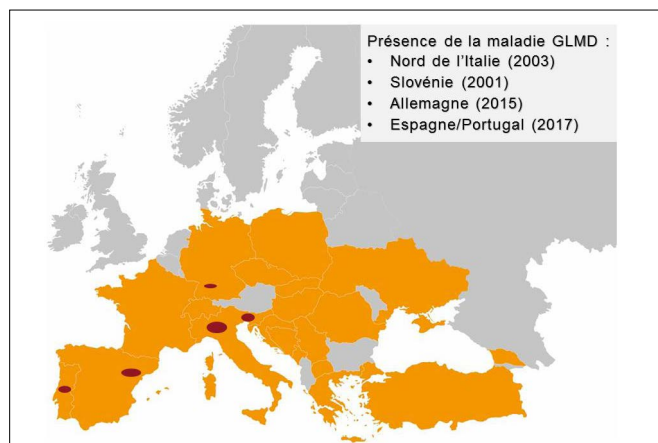 Présence de la maladie GLMD :
• Nord de l'Italie (2003)
• Slovénie (2001)
• Allemagne (2015)
• Espagne/Portugal (2017)